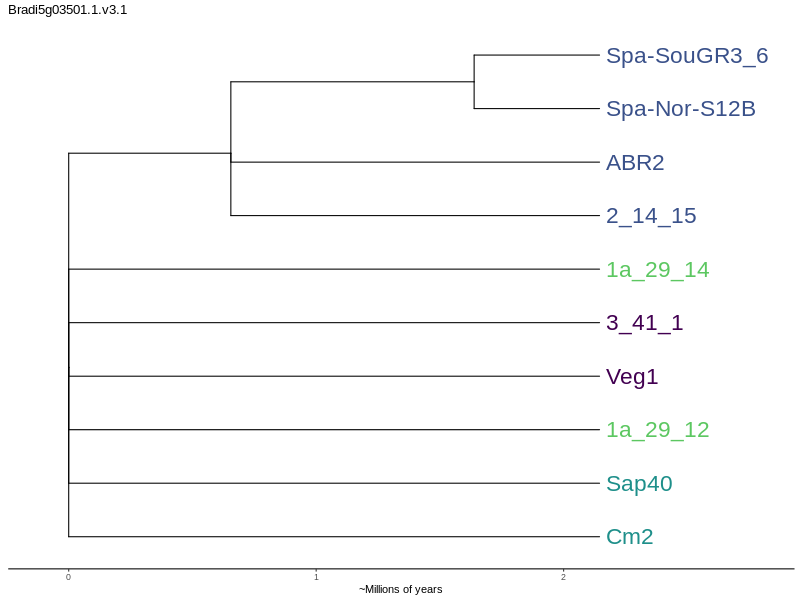 Bradi5g03501.1.v3.1
Spa-SouGR3_6
Spa-Nor-S12B
ABR2
2_14_15
1a_29_14
3_41_1
Veg1
1a_29_12
Sap40
Cm2
0 1 2
~Millions of years